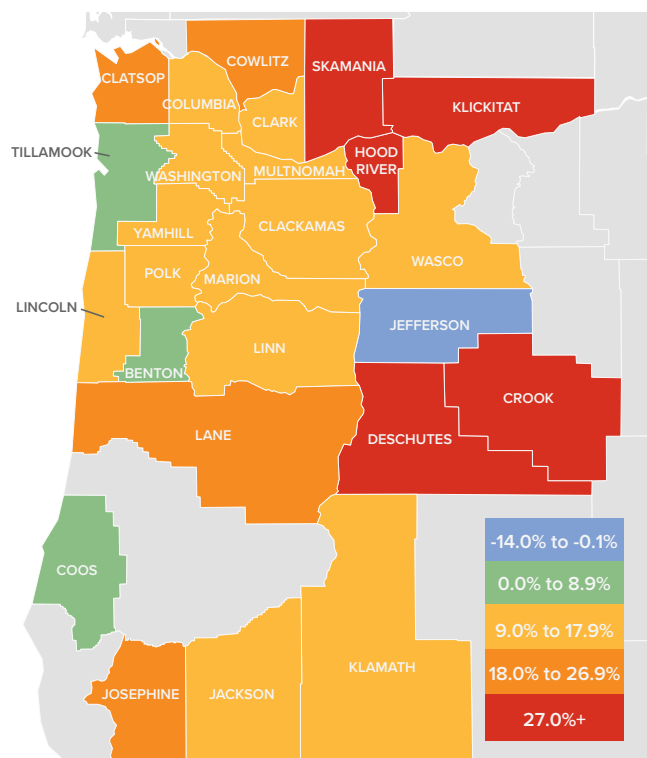 COWLITZ
SKAMANIA
CLATSOP
COLUMBIA
KLICKITAT
CLARK
TILLAMOOK
HOOD
RIVER
WASHINGTON
MULTNOMAH
CLACKAMAS
YAMHILL
WASCO
POLK
MARION
LINCOLN
JEFFERSON
LINN
BENTON
CROOK
LANE
DESCHUTES
COOS
JOSEPHINE
JACKSON
KLAMATH
-14.0% to -0.1%
0.0% to 8.9%
9.0% to 17.9%
18.0% to 26.9%
27.0%+